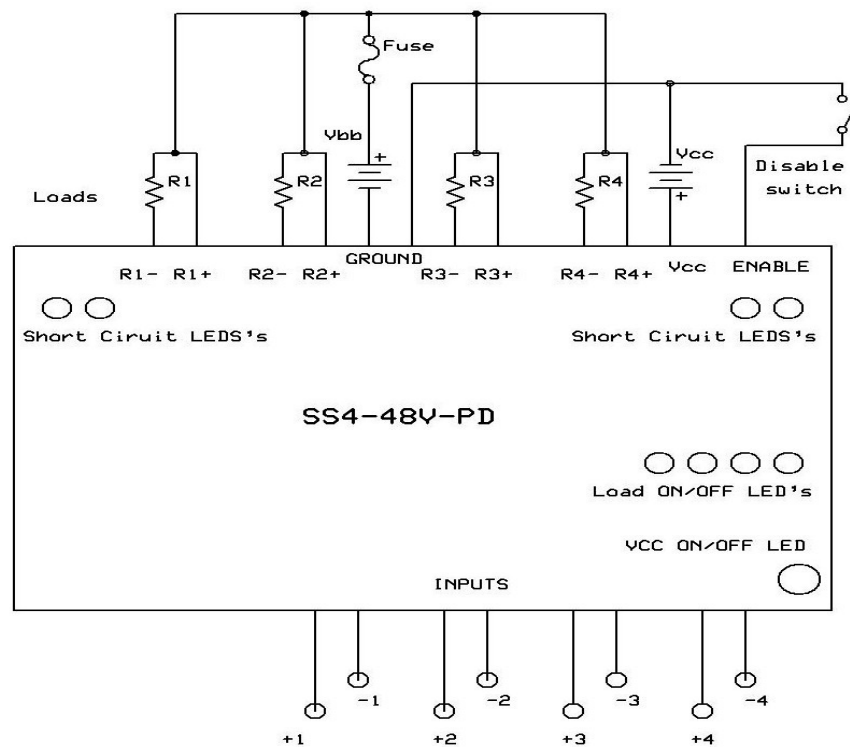 Fuse
Vbb
+
Vcc
+
Disable
switch
Loads
R1
R2
R3
R4
R1- R1+
R2- R2+
GROUND
R3- R3+
R4- R4+
Vcc
ENABLE
Short Ciruit LEDS's
Short Ciruit LEDS's
SS4-48V-PD
Load ON/OFF LED's
VCC ON/OFF LED
INPUTS
-1
-2
-3
-4
+1
+2
+3
+4